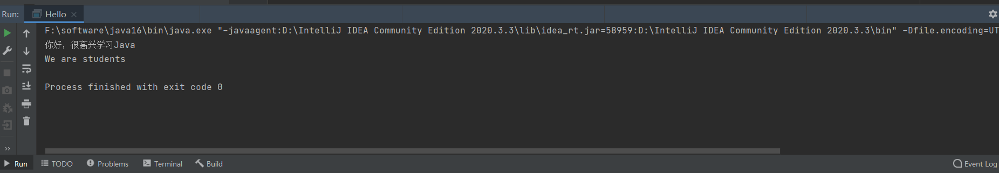 Run: Hello
F:\software\java16\bin\java.exe "-javaagent:D:\IntelliJ IDEA Community Edition 2020.3.3\lib\idea_rt.jar=58959:D:\IntelliJ IDEA Community Edition 2020.3.3\bin" -Dfile.encoding=UT
你好，很高兴学习Java
We are students
Process finished with exit code 0
Run TODO Problems Terminal Build Event Log